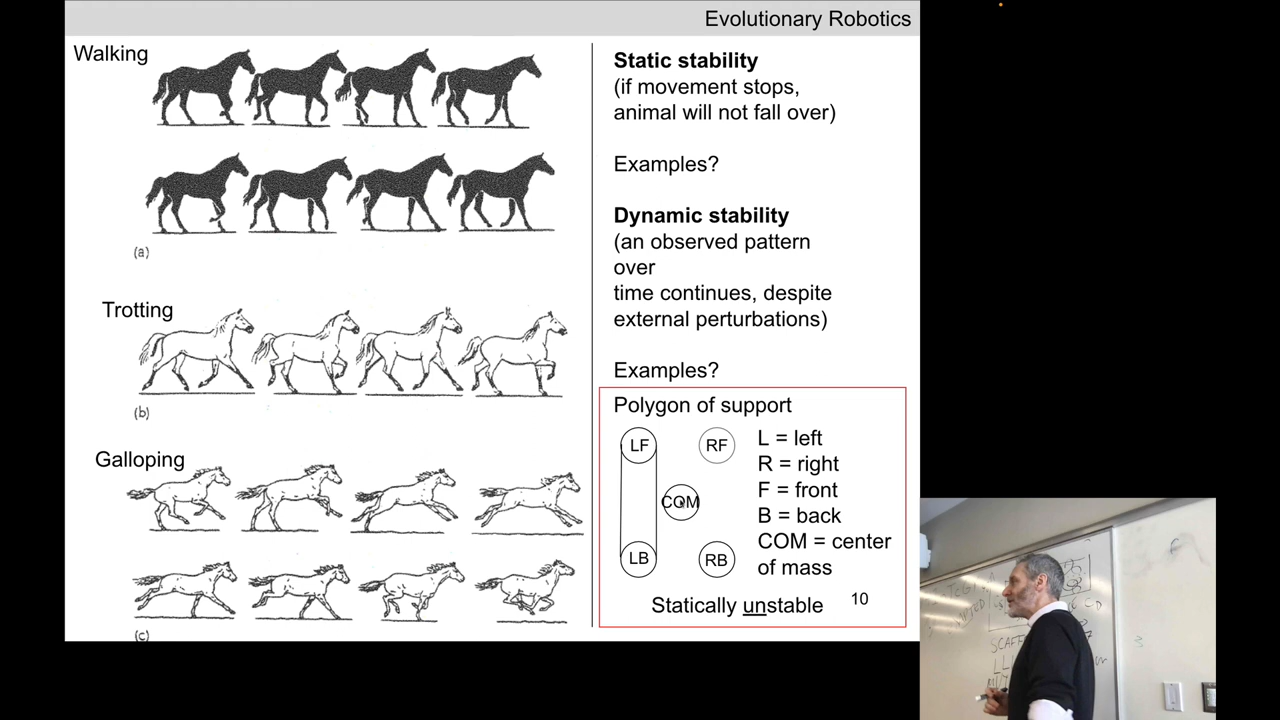 Evolutionary Robotics
Walking
(a)
Trotting
(b)
Galloping
(c)
Static stability
(if movement stops,
animal will not fall over)
Examples?
Dynamic stability
(an observed pattern
over
time continues, despite
external perturbations)
Examples?
Polygon of support
LF
RF
COM
LB
RB
L = left
R = right
F = front
B = back
COM = center
of mass
Statically unstable
10